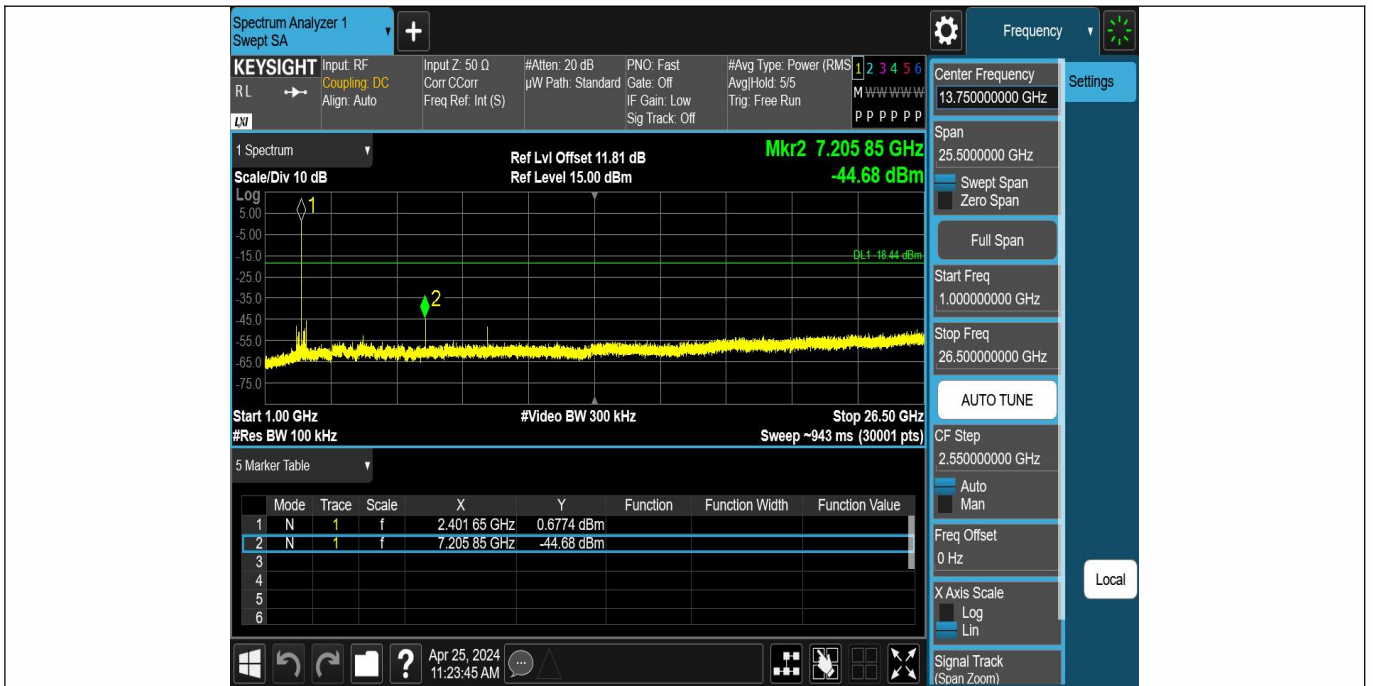 Spectrum Analyzer 1
Swept SA
+
Frequency
KEYSIGHT
RL
LXI
Input: RF
Coupling: DC
Align: Auto
Input Z: 50 Ω
Corr CCorr
Freq Ref: Int (S)
#Atten: 20 dB
µW Path: Standard
PNO: Fast
Gate: Off
IF Gain: Low
Sig Track: Off
#Avg Type: Power (RMS
Avg|Hold: 5/5
Trig: Free Run
1 2 3 4 5 6
M W W W W W
P P P P P P
1 Spectrum
Scale/Div 10 dB
Ref Lvl Offset 11.81 dB
Ref Level 15.00 dBm
Mkr2 7.205 85 GHz
-44.68 dBm
Log
5.00
-5.00
-15.0
-25.0
-35.0
-45.0
-55.0
-65.0
-75.0
1
2
DL1 -18.44 dBm
Start 1.00 GHz
#Res BW 100 kHz
#Video BW 300 kHz
Stop 26.50 GHz
Sweep ~943 ms (30001 pts)
5 Marker Table
Mode Trace Scale X Y Function Function Width Function Value
1 N 1 f 2.401 65 GHz 0.6774 dBm
2 N 1 f 7.205 85 GHz -44.68 dBm
3
4
5
6
?
Apr 25, 2024
11:23:45 AM
Center Frequency
13.750000000 GHz
Settings
Span
25.5000000 GHz
Swept Span
Zero Span
Full Span
Start Freq
1.000000000 GHz
Stop Freq
26.500000000 GHz
AUTO TUNE
CF Step
2.550000000 GHz
Auto
Man
Freq Offset
0 Hz
Local
X Axis Scale
Log
Lin
Signal Track
(Span Zoom)